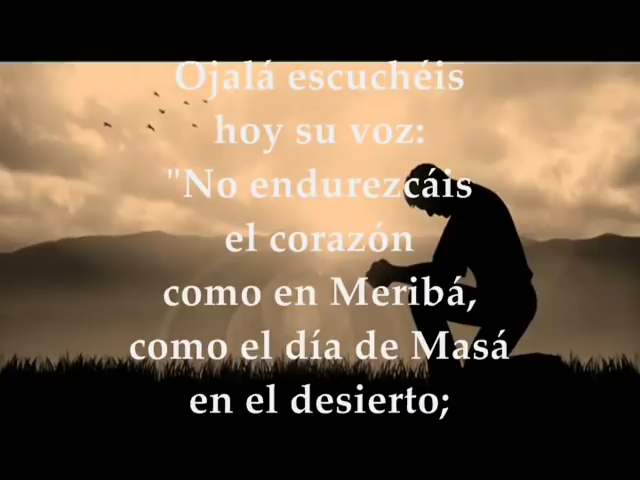 Ojalá escuchéis
hoy su voz:
"No endurezcáis
el corazón
como en Meribá,
como el día de Masá
en el desierto;